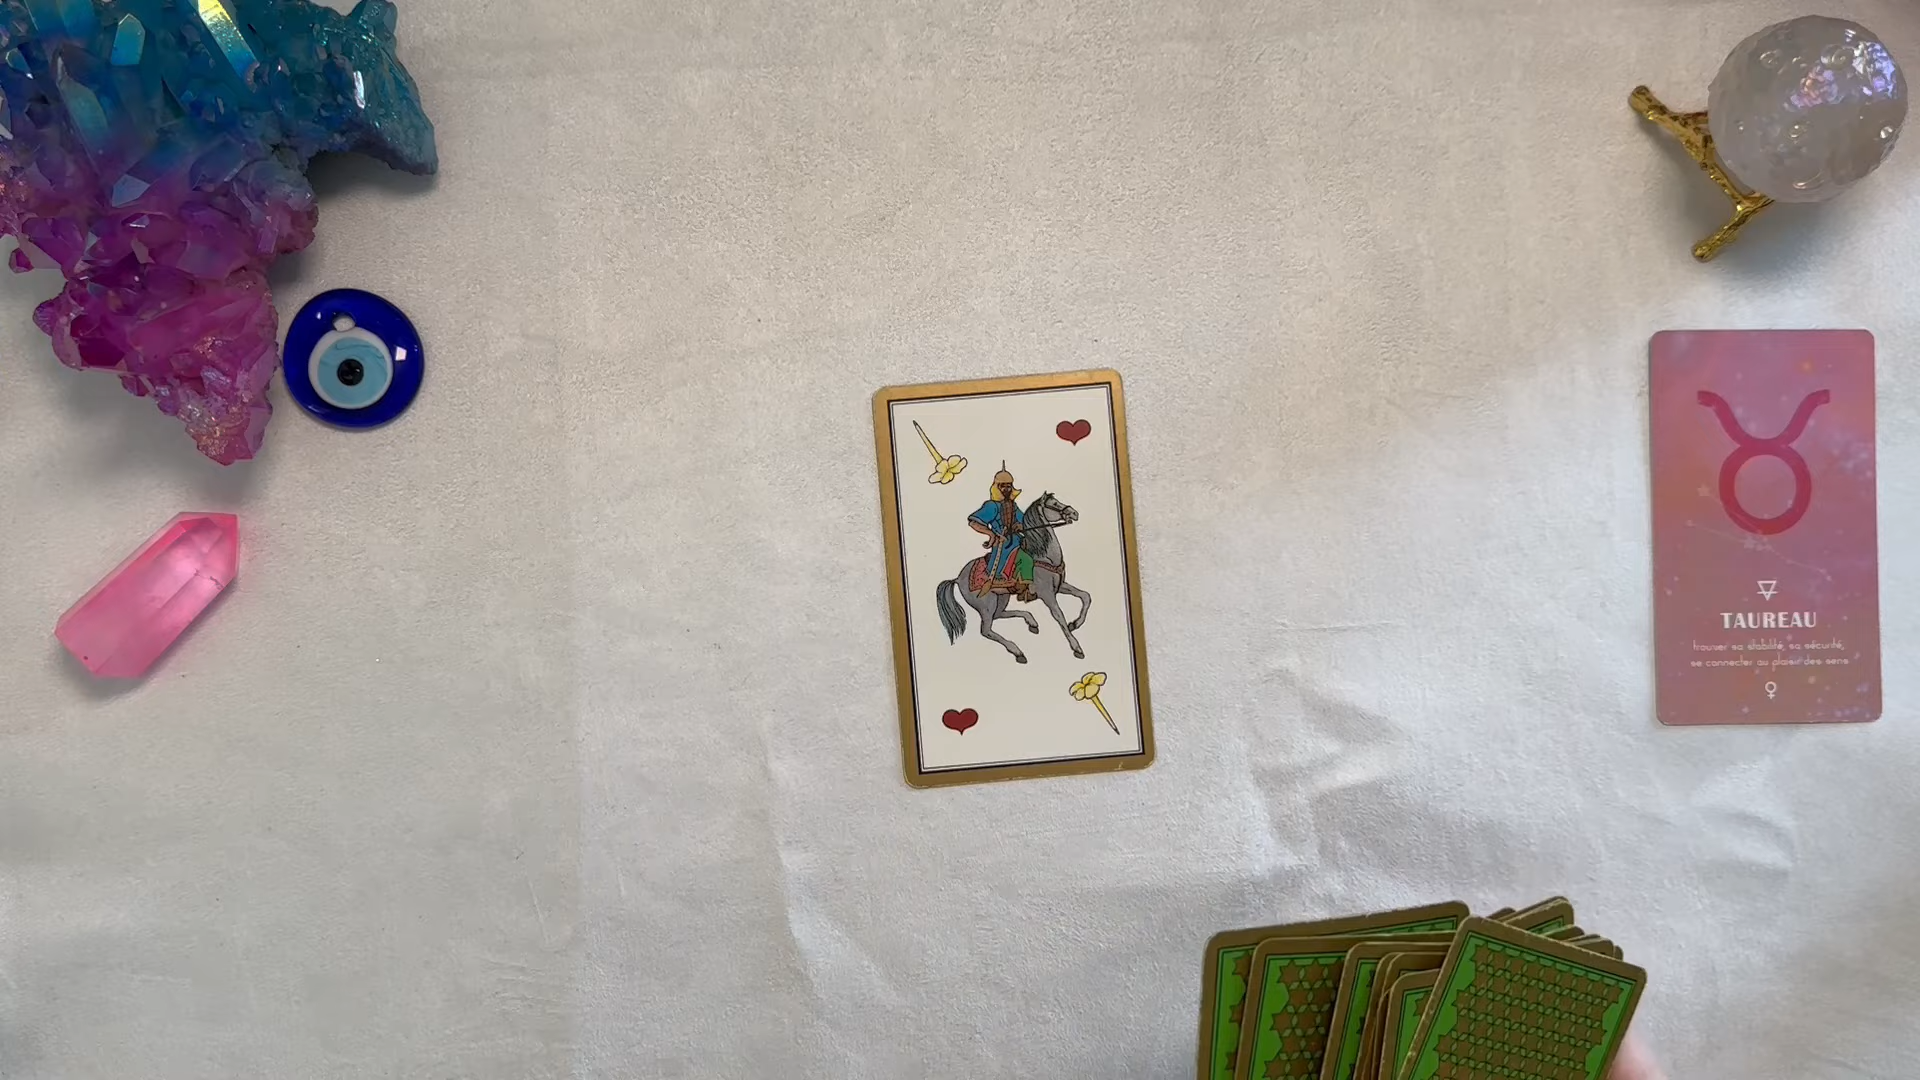 TAUREAU
trouver sa stabilité, sa sécurité,
se connecter au plaisir des sens